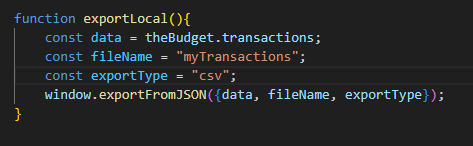 function exportLocal(){
    const data = theBudget.transactions;
    const fileName = "myTransactions";
    const exportType = "csv";
    window.exportFromJSON({data, fileName, exportType});
}